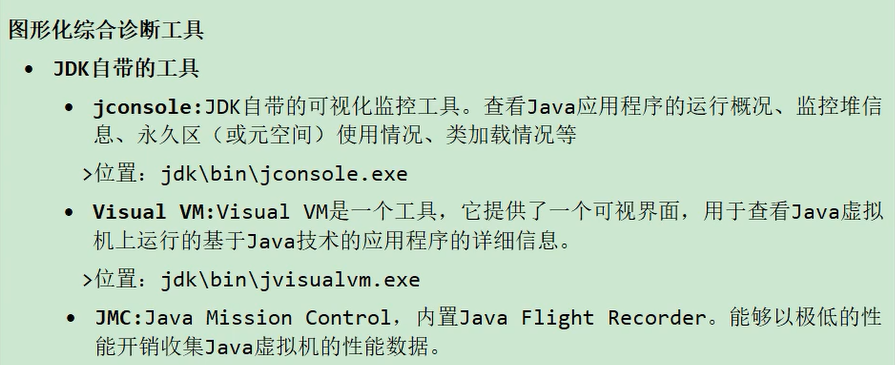 图形化综合诊断工具
• JDK自带的工具
• jconsole:JDK自带的可视化监控工具。查看Java应用程序的运行概况、监控堆信
息、永久区（或元空间）使用情况、类加载情况等
>位置：jdk\bin\jconsole.exe
• Visual VM:Visual VM是一个工具，它提供了一个可视界面，用于查看Java虚拟
机上运行的基于Java技术的应用程序的详细信息。
>位置：jdk\bin\jvisualvm.exe
• JMC:Java Mission Control，内置Java Flight Recorder。能够以极低的性
能开销收集Java虚拟机的性能数据。